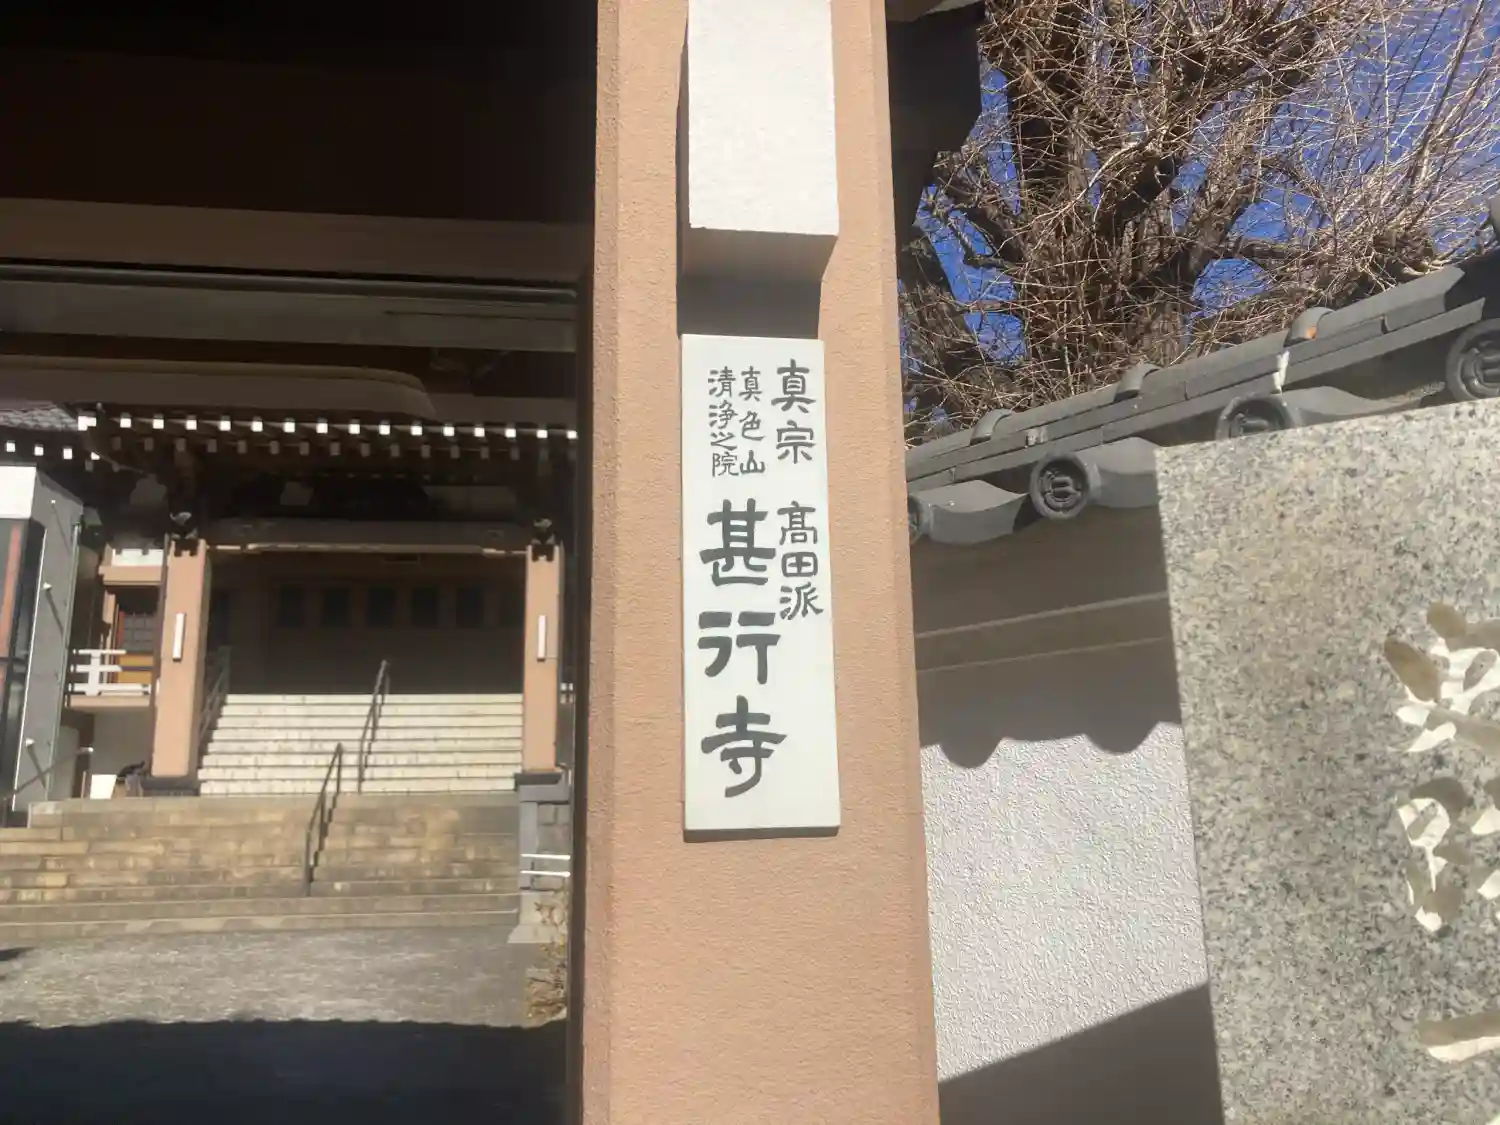 真宗 高田派
真色山
清浄之院
甚行寺